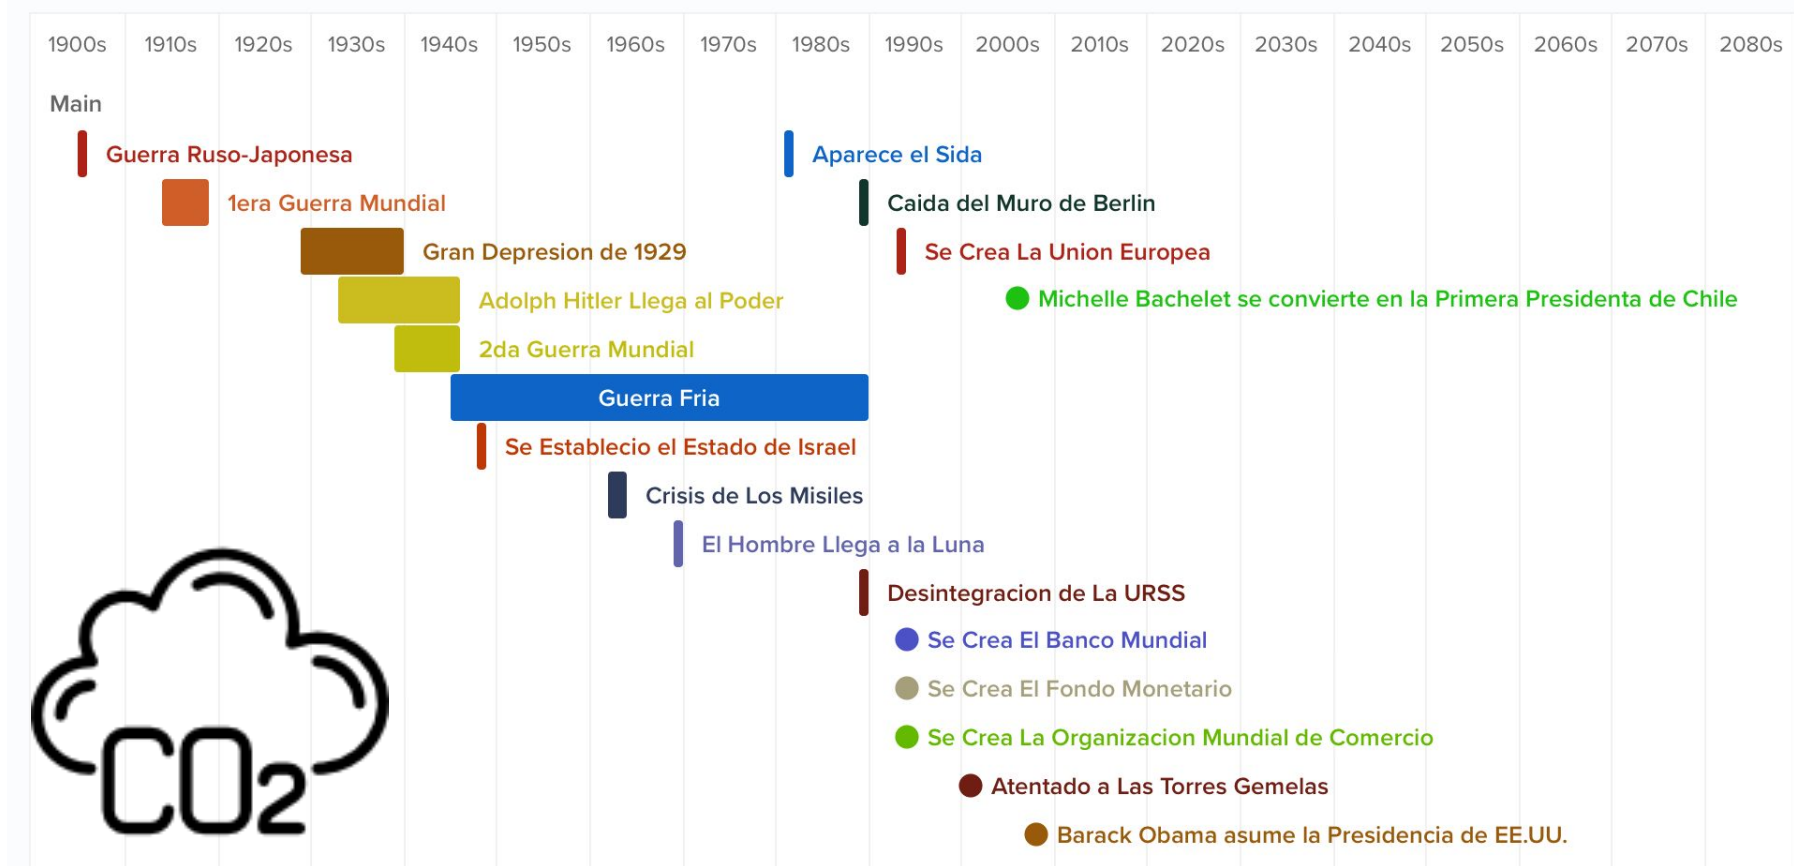 1900s 1910s 1920s 1930s 1940s 1950s 1960s 1970s 1980s 1990s 2000s 2010s 2020s 2030s 2040s 2050s 2060s 2070s 2080s
Main
Guerra Ruso-Japonesa
Aparece el Sida
1era Guerra Mundial
Caida del Muro de Berlin
Gran Depresion de 1929
Se Crea La Union Europea
Adolph Hitler Llega al Poder
Michelle Bachelet se convierte en la Primera Presidenta de Chile
2da Guerra Mundial
Guerra Fria
Se Establecio el Estado de Israel
Crisis de Los Misiles
El Hombre Llega a la Luna
Desintegracion de La URSS
Se Crea El Banco Mundial
Se Crea El Fondo Monetario
Se Crea La Organizacion Mundial de Comercio
Atentado a Las Torres Gemelas
Barack Obama asume la Presidencia de EE.UU.
CO2